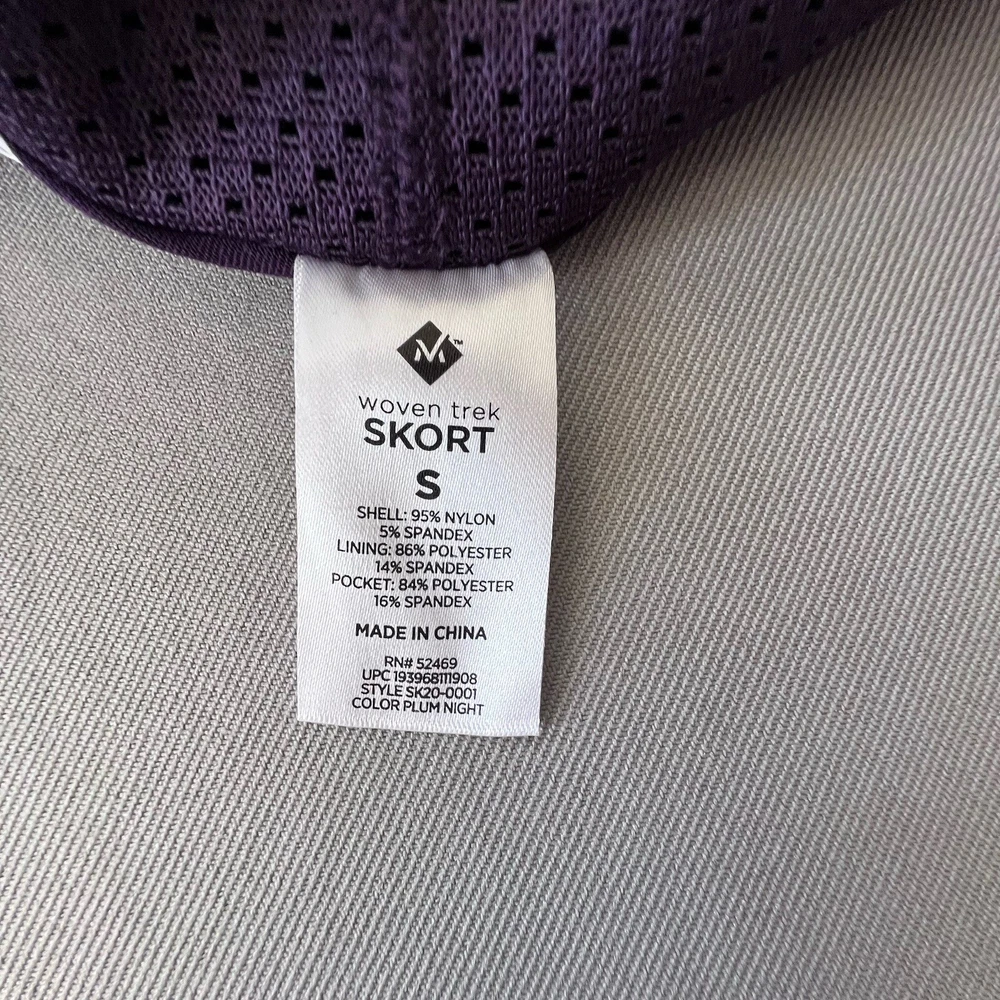 M™
woven trek
SKORT
S
SHELL: 95% NYLON
5% SPANDEX
LINING: 86% POLYESTER
14% SPANDEX
POCKET: 84% POLYESTER
16% SPANDEX
MADE IN CHINA
RN# 52469
UPC 193968111908
STYLE SK20-0001
COLOR PLUM NIGHT